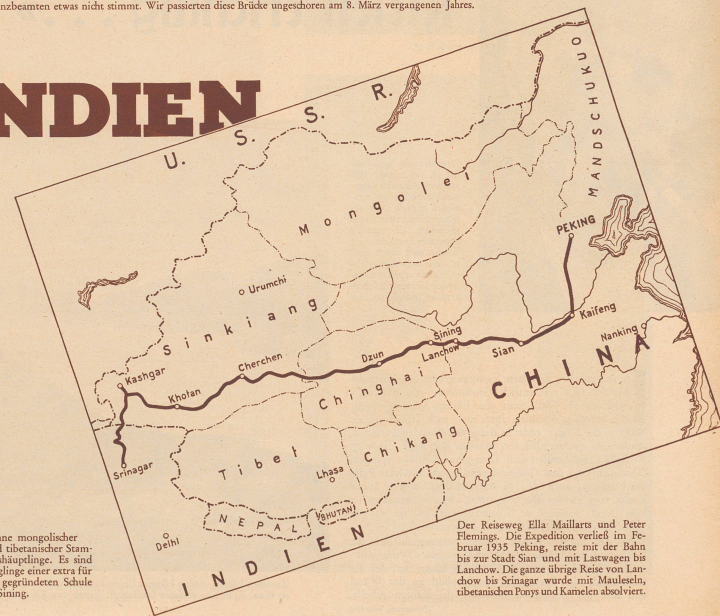 nzbeamten etwas nicht stimmt. Wir passierten diese Brücke ungeschoren am 8. März vergangenen Jahres.
NDIEN
U. S. S. R.
MANDSCHUKUO
Mongolei
PEKING
Urumchi
Sinkiang
Kaifeng
Nanking
Sining
Lanchow
Sian
CHINA
Dzun
Cherchen
Kashgar
Khotan
Chinghai
Chikang
Srinagar
Tibet
Lhasa
NEPAL
BHUTAN
Delhi
INDIEN
nne mongolischer
d tibetanischer Stam-
shäuptlinge. Es sind
glinge einer extra für
gegründeten Schule
Sining.
Der Reiseweg Ella Maillarts und Peter
Flemings. Die Expedition verließ im Fe-
bruar 1935 Peking, reiste mit der Bahn
bis zur Stadt Sian und mit Lastwagen bis
Lanchow. Die ganze übrige Reise von Lan-
chow bis Srinagar wurde mit Mauleseln,
tibetanischen Ponys und Kamelen absolviert.